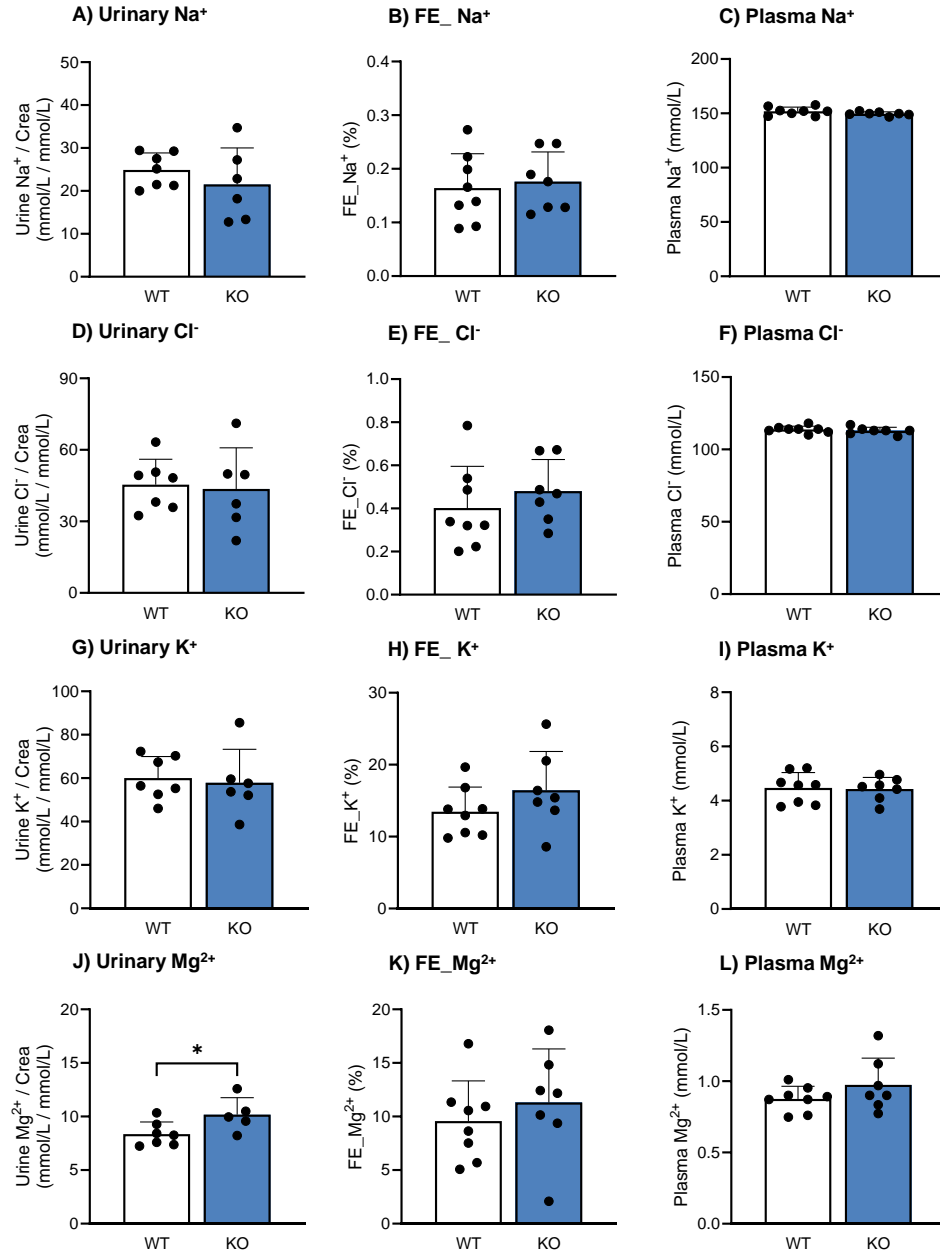 A) Urinary Na⁺
B) FE_ Na⁺
C) Plasma Na⁺
Urine Na⁺ / Crea
(mmol/L / mmol/L)
50
40
30
20
10
0
WT
KO
FE_Na⁺ (%)
0.4
0.3
0.2
0.1
0.0
WT
KO
Plasma Na⁺ (mmol/L)
200
150
100
50
0
WT
KO
D) Urinary Cl⁻
E) FE_ Cl⁻
F) Plasma Cl⁻
Urine Cl⁻ / Crea
(mmol/L / mmol/L)
90
60
30
0
WT
KO
FE_Cl⁻ (%)
1.0
0.8
0.6
0.4
0.2
0.0
WT
KO
Plasma Cl⁻ (mmol/L)
150
100
50
0
WT
KO
G) Urinary K⁺
H) FE_ K⁺
I) Plasma K⁺
Urine K⁺ / Crea
(mmol/L / mmol/L)
100
80
60
40
20
0
WT
KO
FE_K⁺ (%)
30
20
10
0
WT
KO
Plasma K⁺ (mmol/L)
8
6
4
2
0
WT
KO
J) Urinary Mg²⁺
K) FE_Mg²⁺
L) Plasma Mg²⁺
Urine Mg²⁺ / Crea
(mmol/L / mmol/L)
20
15
10
5
0
*
WT
KO
FE_Mg²⁺ (%)
20
15
10
5
0
WT
KO
Plasma Mg²⁺ (mmol/L)
1.5
1.0
0.5
0.0
WT
KO